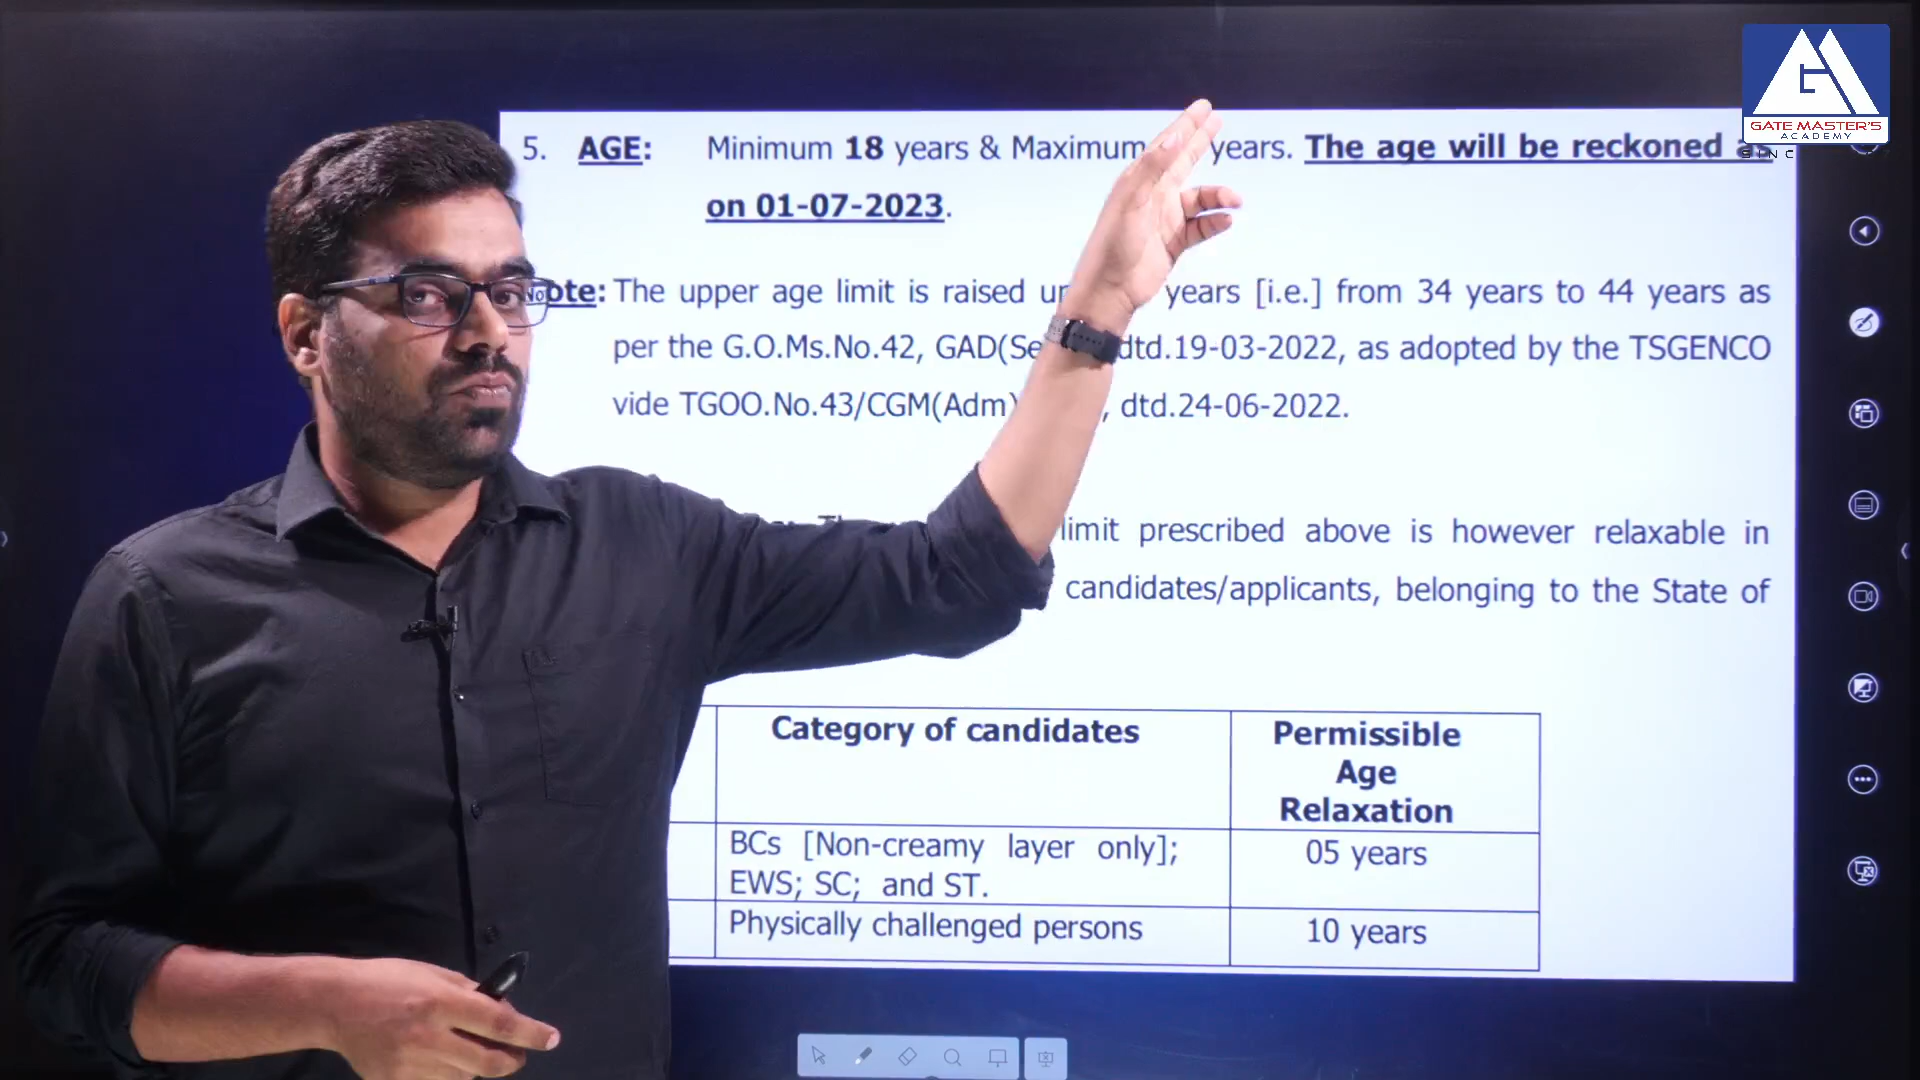 GATE MASTER'S
ACADEMY
5. AGE: Minimum 18 years & Maximum years. The age will be reckoned as
on 01-07-2023.
Note: The upper age limit is raised years [i.e.] from 34 years to 44 years as
per the G.O.Ms.No.42, dtd.19-03-2022, as adopted by the TSGENCO
vide TGOO.No.43/CGM(Adm) , dtd.24-06-2022.
limit prescribed above is however relaxable in
candidates/applicants, belonging to the State of
Category of candidates
Permissible
Age
Relaxation
BCs [Non-creamy layer only];
EWS; SC; and ST.
05 years
Physically challenged persons
10 years